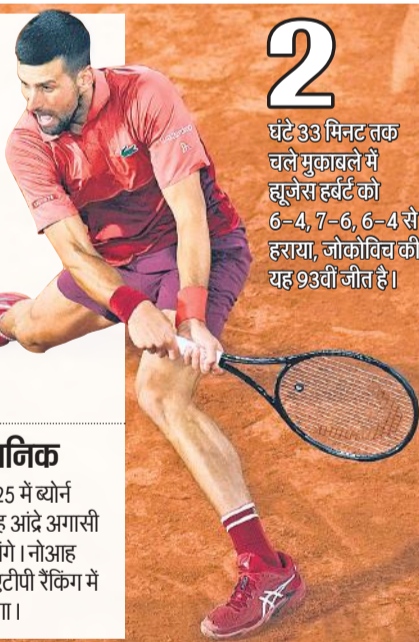 2
घंटे 33 मिनट तक
चले मुकाबले में
ह्यूजेस हर्बर्ट को
6-4, 7-6, 6-4 से
हराया, जोकोविच की
यह 93वीं जीत है।
निक
25 में ब्योर्न
ह आंद्रे अगासी
गे । नोआह
टीपी रैंकिंग में
गा।